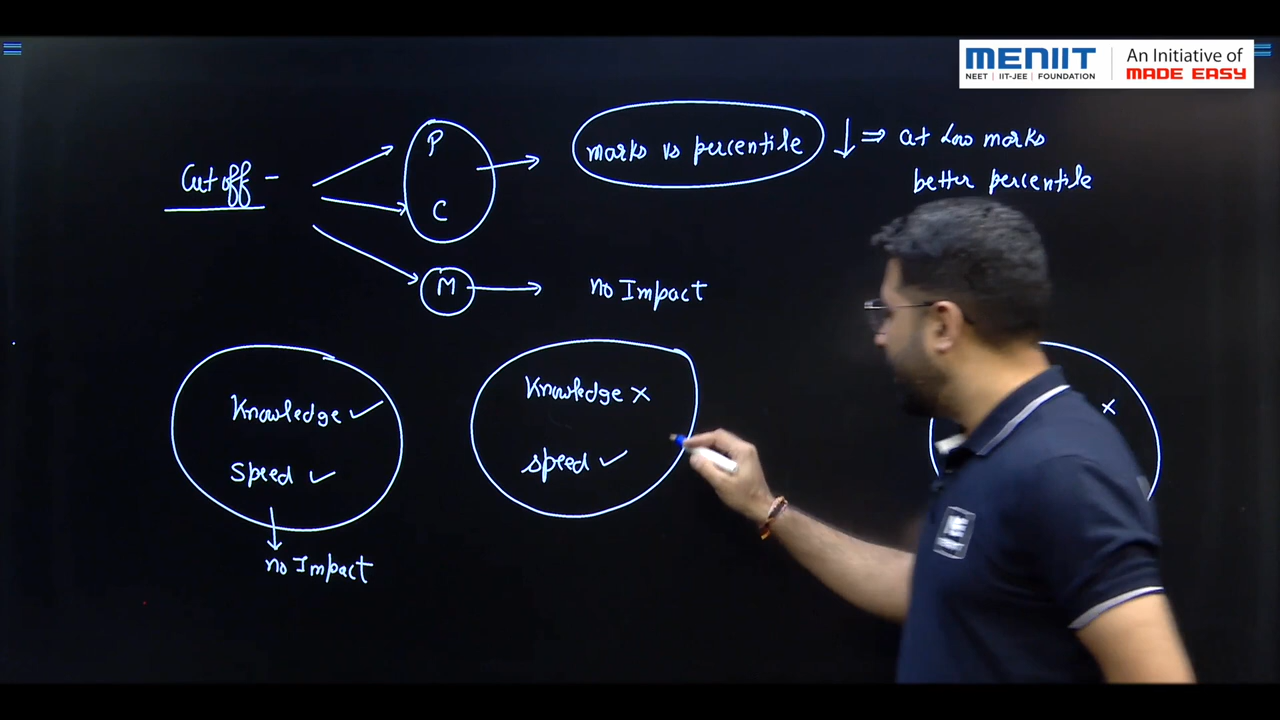 MENIIT
NEET | IIT-JEE | FOUNDATION
An Initiative of
MADE EASY
Cut off -
P
C
marks vs percentile ↓ ⇒ at Low marks
better percentile
M
no Impact
Knowledge ✓
Speed ✓
no Impact
Knowledge ×
speed ✓
×